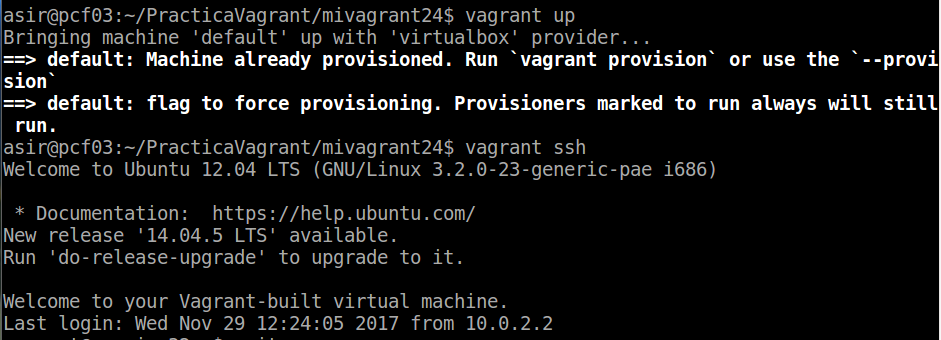 asir@pcf03:~/PracticaVagrant/mivagrant24$ vagrant up
Bringing machine 'default' up with 'virtualbox' provider...
==> default: Machine already provisioned. Run `vagrant provision` or use the `--provi
sion`
==> default: flag to force provisioning. Provisioners marked to run always will still
 run.
asir@pcf03:~/PracticaVagrant/mivagrant24$ vagrant ssh
Welcome to Ubuntu 12.04 LTS (GNU/Linux 3.2.0-23-generic-pae i686)
 * Documentation:  https://help.ubuntu.com/
New release '14.04.5 LTS' available.
Run 'do-release-upgrade' to upgrade to it.
Welcome to your Vagrant-built virtual machine.
Last login: Wed Nov 29 12:24:05 2017 from 10.0.2.2